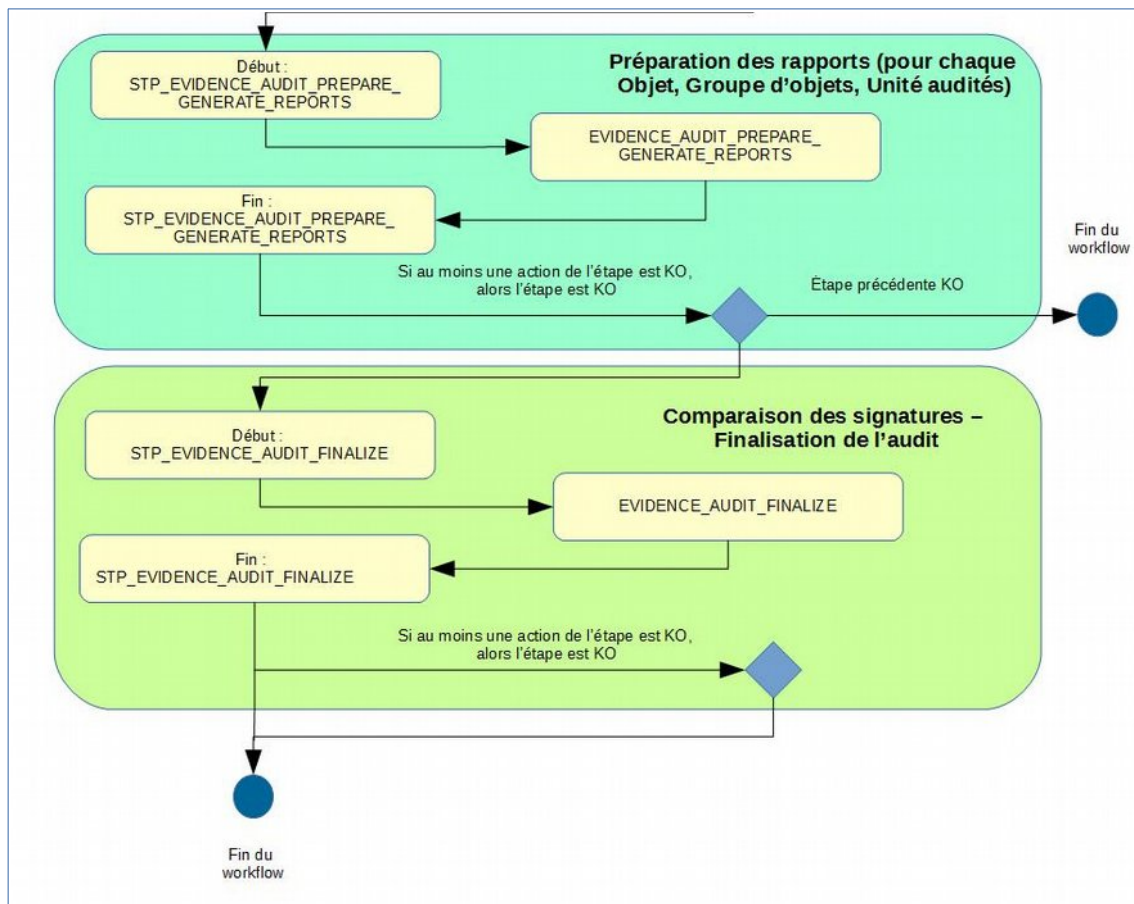 Préparation des rapports (pour chaque
Objet, Groupe d'objets, Unité audités)
Début :
STP_EVIDENCE_AUDIT_PREPARE_
GENERATE_REPORTS
EVIDENCE_AUDIT_PREPARE_
GENERATE_REPORTS
Fin :
STP_EVIDENCE_AUDIT_PREPARE_
GENERATE_REPORTS
Si au moins une action de l'étape est KO,
alors l'étape est KO
Étape précédente KO
Fin du
workflow
Comparaison des signatures –
Finalisation de l'audit
Début :
STP_EVIDENCE_AUDIT_FINALIZE
EVIDENCE_AUDIT_FINALIZE
Fin :
STP_EVIDENCE_AUDIT_FINALIZE
Si au moins une action de l'étape est KO,
alors l'étape est KO
Fin du
workflow